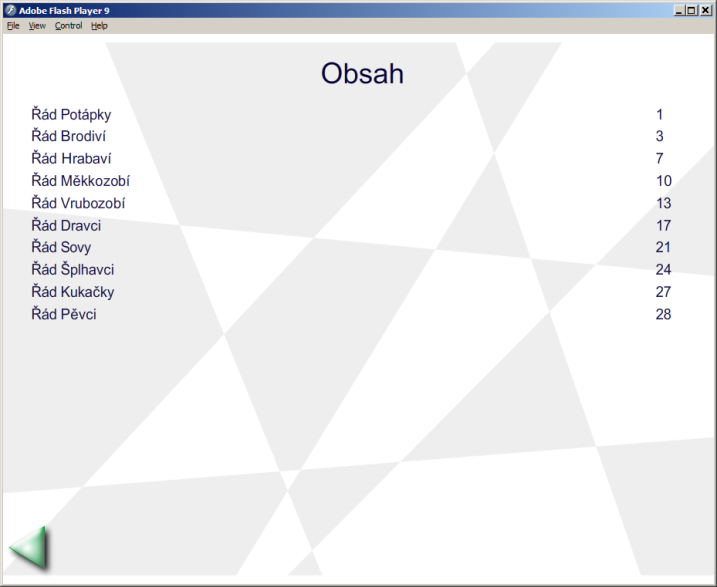 Adobe Flash Player 9
File View Control Help
Obsah
Řád Potápky 1
Řád Brodiví 3
Řád Hrabaví 7
Řád Měkkozobí 10
Řád Vrubozobí 13
Řád Dravci 17
Řád Sovy 21
Řád Šplhavci 24
Řád Kukačky 27
Řád Pěvci 28